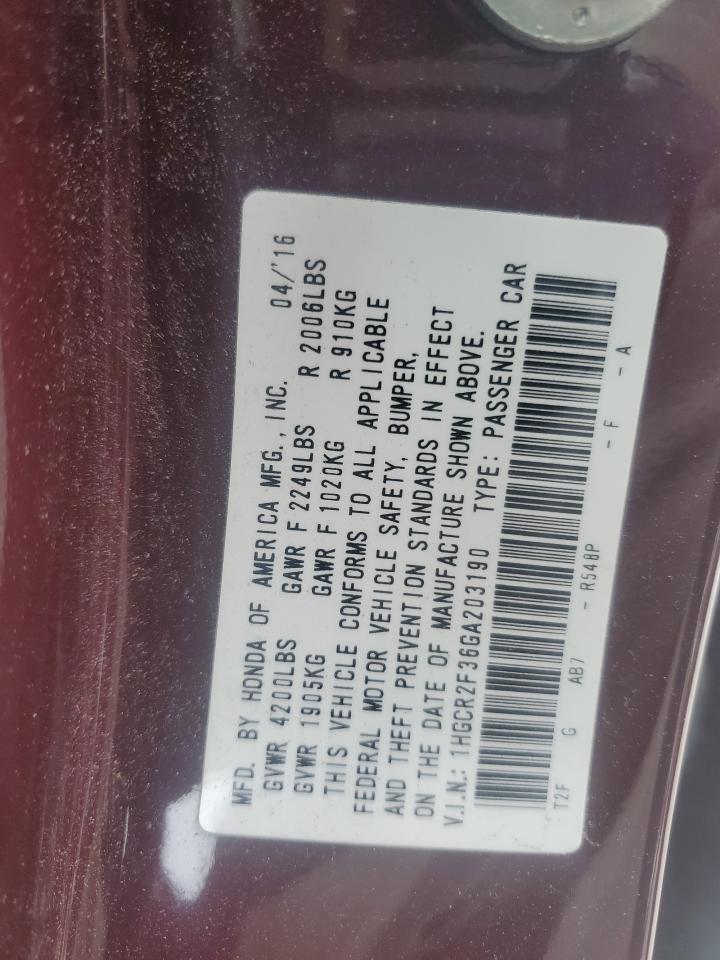 MFD. BY HONDA OF AMERICA MFG., INC. 04/'16
GVWR 4200LBS GAWR F 2249LBS R 2006LBS
GVWR 1905KG GAWR F 1020KG R 910KG
THIS VEHICLE CONFORMS TO ALL APPLICABLE
FEDERAL MOTOR VEHICLE SAFETY, BUMPER,
AND THEFT PREVENTION STANDARDS IN EFFECT
ON THE DATE OF MANUFACTURE SHOWN ABOVE.
V.I.N.: 1HGCR2F36GA203190 TYPE: PASSENGER CAR
T2F G AB7 - R548P - F - A